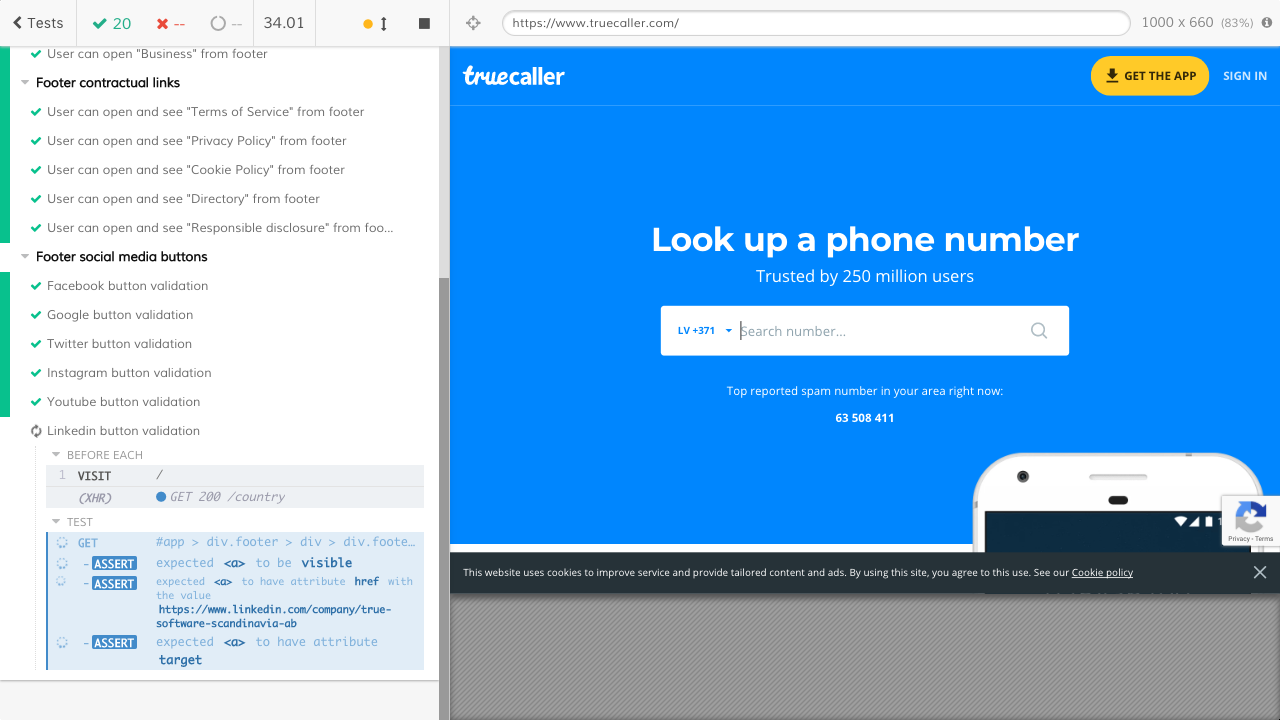 Tests
20
--
--
34.01
https://www.truecaller.com/
1000 x 660 (83%)
User can open "Business" from footer
Footer contractual links
User can open and see "Terms of Service" from footer
User can open and see "Privacy Policy" from footer
User can open and see "Cookie Policy" from footer
User can open and see "Directory" from footer
User can open and see "Responsible disclosure" from foo...
Footer social media buttons
Facebook button validation
Google button validation
Twitter button validation
Instagram button validation
Youtube button validation
Linkedin button validation
BEFORE EACH
1 VISIT /
(XHR) GET 200 /country
TEST
GET #app > div.footer > div > div.foote...
- ASSERT expected <a> to be visible
- ASSERT expected <a> to have attribute href with
the value
https://www.linkedin.com/company/true-
software-scandinavia-ab
- ASSERT expected <a> to have attribute
target
truecaller
GET THE APP
SIGN IN
Look up a phone number
Trusted by 250 million users
LV +371
Search number...
Top reported spam number in your area right now:
63 508 411
Privacy - Terms
This website uses cookies to improve service and provide tailored content and ads. By using this site, you agree to this use. See our Cookie policy